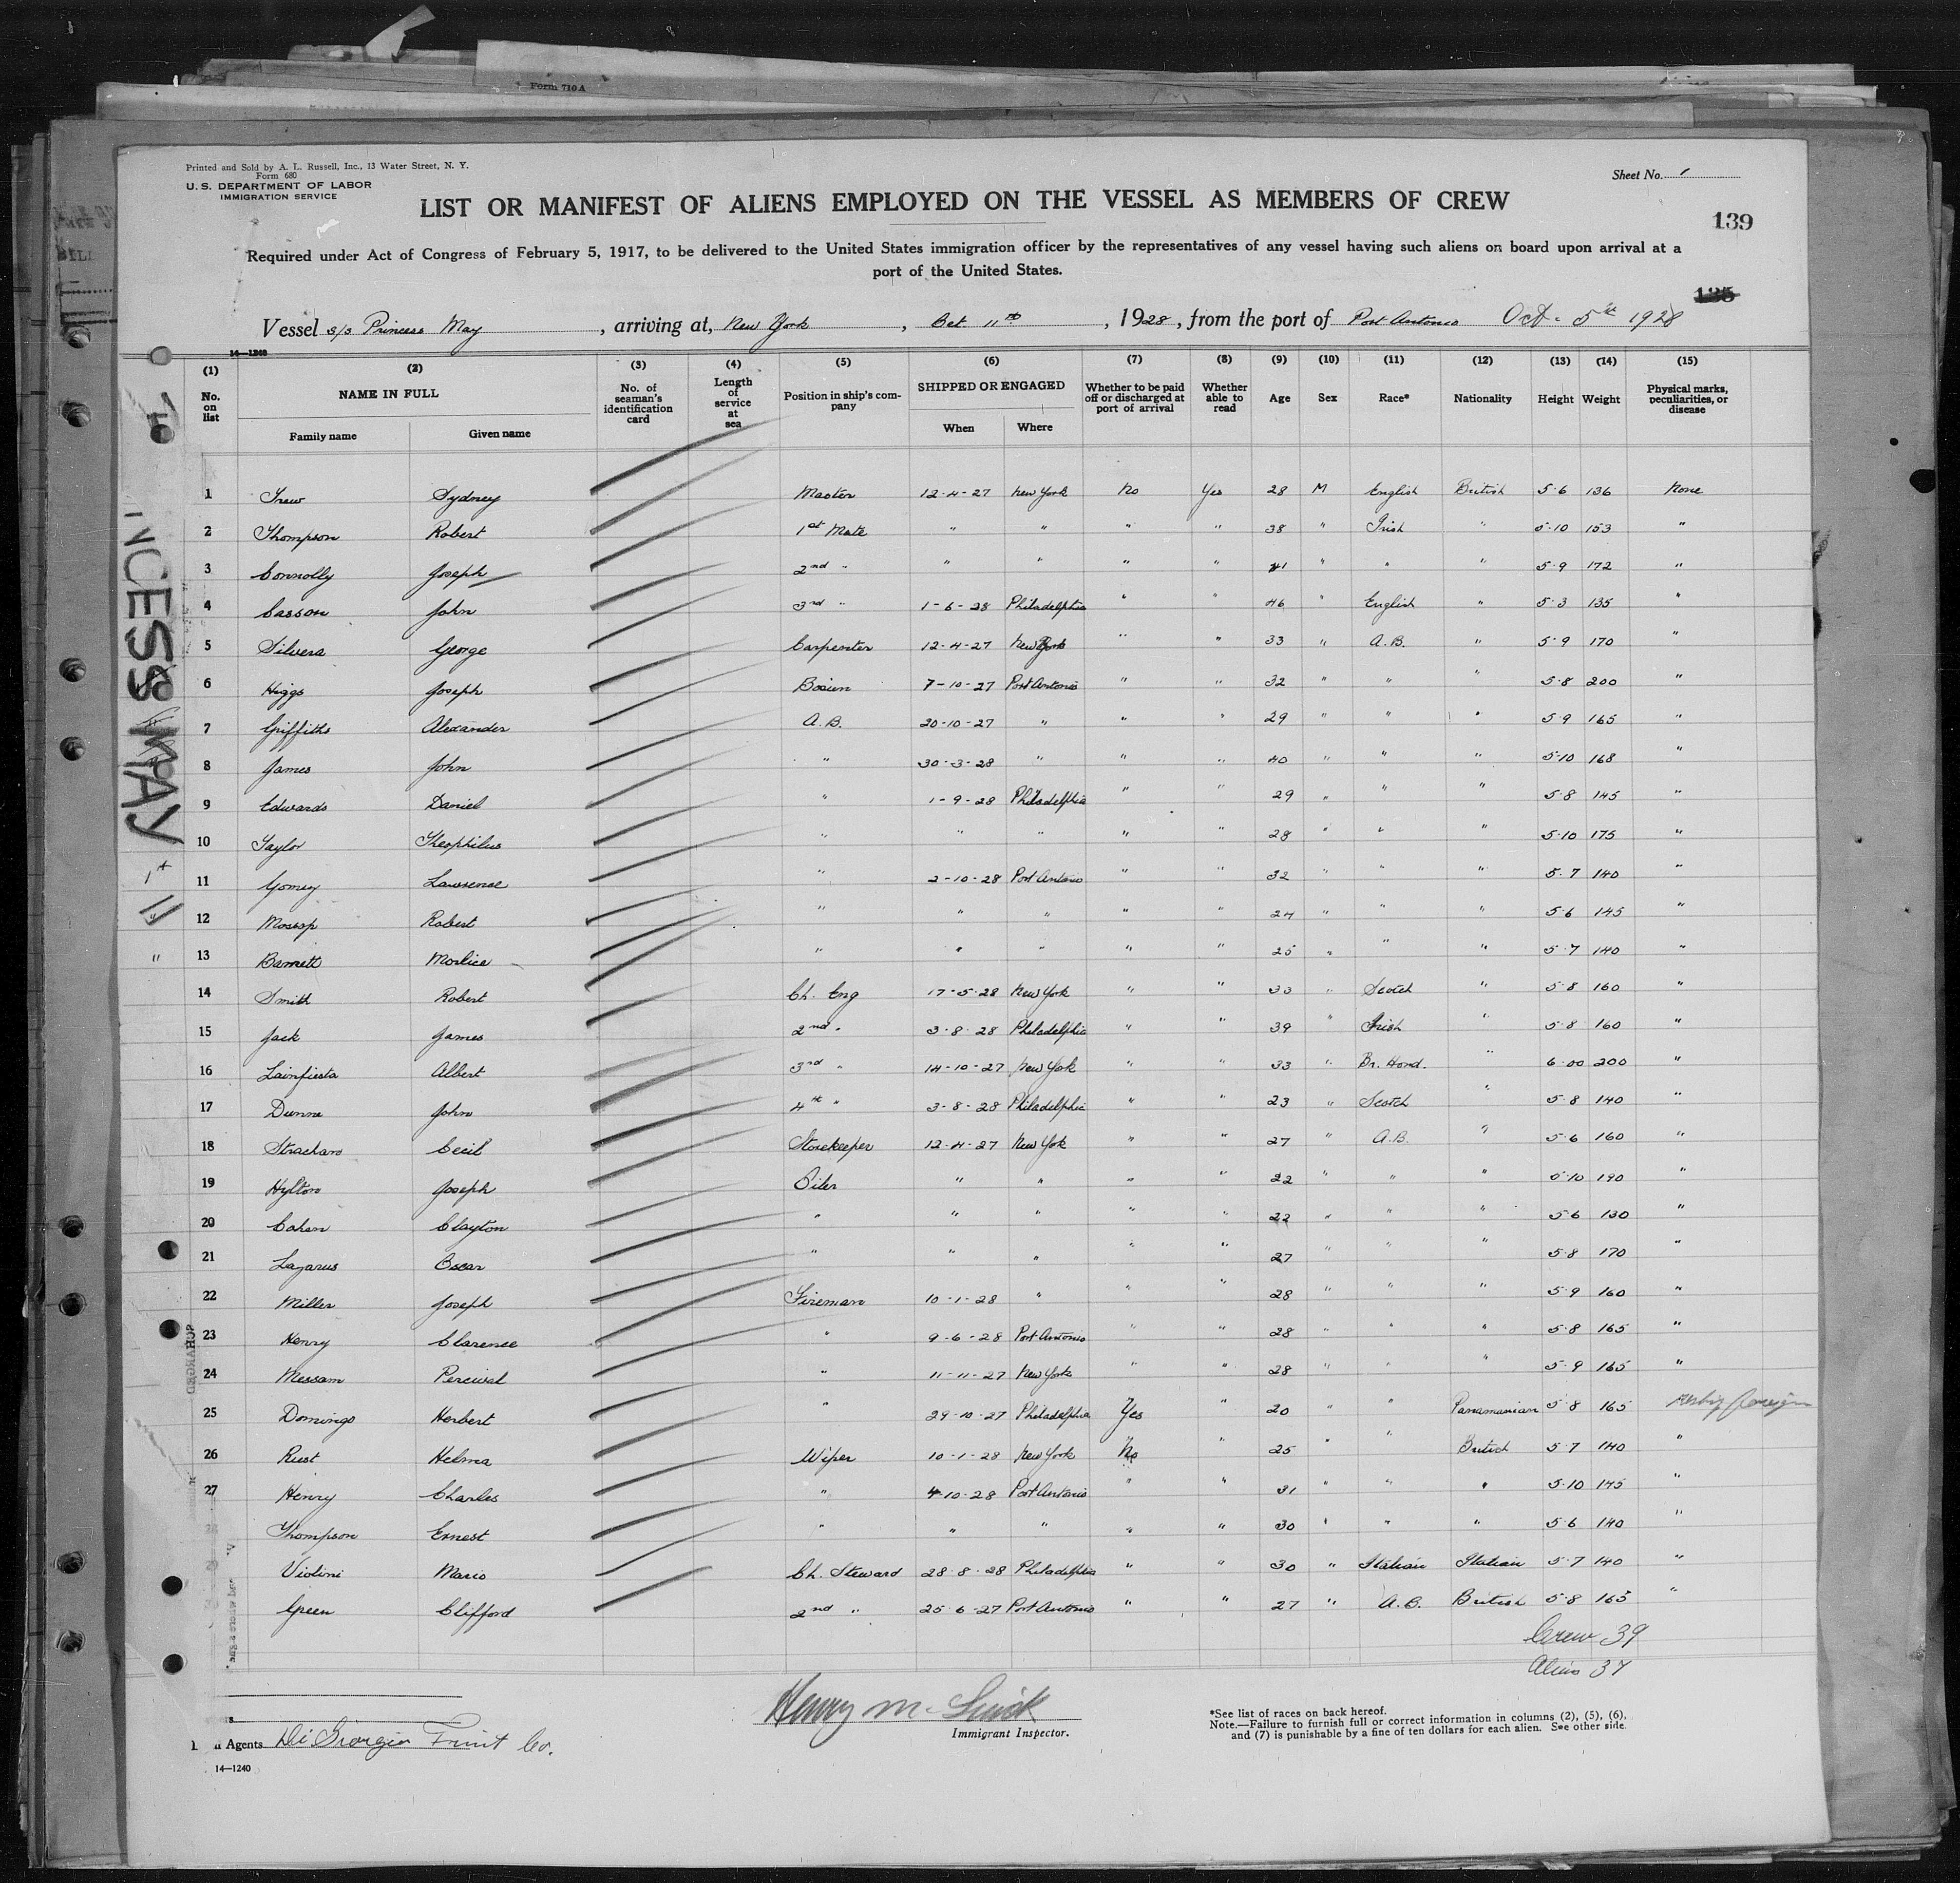 Form 710A
Printed and Sold by A. L. Russell, Inc., 13 Water Street, N. Y.
Form 680
U. S. DEPARTMENT OF LABOR
IMMIGRATION SERVICE
Sheet No. 1
LIST OR MANIFEST OF ALIENS EMPLOYED ON THE VESSEL AS MEMBERS OF CREW
139
Required under Act of Congress of February 5, 1917, to be delivered to the United States immigration officer by the representatives of any vessel having such aliens on board upon arrival at a
port of the United States.
135
Vessel s/s Princess May, arriving at, New York, Oct 11th, 1928, from the port of Port Antonio Oct. 5th 1928
14—1240
(1) (2) (3) (4) (5) (6) (7) (8) (9) (10) (11) (12) (13) (14) (15)
No. on list NAME IN FULL Family name Given name No. of seaman's identification card Length of service at sea Position in ship's company SHIPPED OR ENGAGED When Where Whether to be paid off or discharged at port of arrival Whether able to read Age Sex Race* Nationality Height Weight Physical marks, peculiarities, or disease
1 Trew Sydney Master 12-4-27 New York No Yes 28 M English British 5·6 136 None
2 Thompson Robert 1st Mate " " " " 38 " Irish " 5·10 153 "
3 Connolly Joseph 2nd " " " " " 41 " " " 5·9 172 "
4 Casson John 3rd " 1-6-28 Philadelphia " " 46 " English " 5·3 135 "
5 Silvera George Carpenter 12-4-27 New York " " 33 " A.B. " 5·9 170 "
6 Higgs Joseph Bosun 7-10-27 Port Antonio " " 32 " " " 5·8 200 "
7 Griffiths Alexander A.B. 20-10-27 " " " 29 " " " 5·9 165 "
8 James John " 30-3-28 " " " 40 " " " 5·10 168 "
9 Edwards Daniel " 1-9-28 Philadelphia " " 29 " " " 5·8 145 "
10 Taylor Theophilus " " " " " 28 " " " 5·10 175 "
11 Gomey Lawrence " 2-10-28 Port Antonio " " 32 " " " 5·7 140 "
12 Mossop Robert " " " " " 24 " " " 5·6 145 "
13 Barrett Morlice " " " " " 25 " " " 5·7 140 "
14 Smith Robert Ch. Eng 17-5-28 New York " " 33 " Scotch " 5·8 160 "
15 Jack James 2nd " 3-8-28 Philadelphia " " 39 " Irish " 5·8 160 "
16 Lainfiesta Albert 3rd " 14-10-27 New York " " 33 " Br. Hond. " 6·00 200 "
17 Dunne John 4th " 3-8-28 Philadelphia " " 23 " Scotch " 5·8 140 "
18 Strachan Cecil Storekeeper 12-4-27 New York " " 27 " A.B. " 5·6 160 "
19 Hylton Joseph Oiler " " " " 22 " " " 5·10 190 "
20 Cohen Clayton " " " " " 22 " " " 5·6 130 "
21 Lazarus Oscar " " " " " 27 " " " 5·8 170 "
22 Miller Joseph Fireman 10-1-28 " " " 28 " " " 5·9 160 "
23 Henry Clarence " 9-6-28 Port Antonio " " 28 " " " 5·8 165 "
24 Messam Percival " 11-11-27 New York " " 28 " " " 5·9 165 "
25 Domingo Herbert " 29-10-27 Philadelphia Yes " 20 " " Panamanian 5·8 165 foreign
26 Rust Helma Wiper 10-1-28 New York No " 25 " " British 5·7 140 "
27 Henry Charles " 4-10-28 Port Antonio " " 31 " " " 5·10 145 "
Thompson Ernest " " " " " 30 " " " 5·6 140 "
Violini Mario Ch. Steward 28-8-28 Philadelphia " " 30 " Italian Italian 5·7 140 "
Green Clifford 2nd " 25-6-27 Port Antonio " " 27 " A.B. British 5·8 165 "
Crew 39
Aliens 37
NCESS MAY
11
Henry M.
Immigrant Inspector.
Agents Di Giorgio Fruit Co.
14—1240
*See list of races on back hereof.
Note.—Failure to furnish full or correct information in columns (2), (5), (6),
and (7) is punishable by a fine of ten dollars for each alien. See other side.